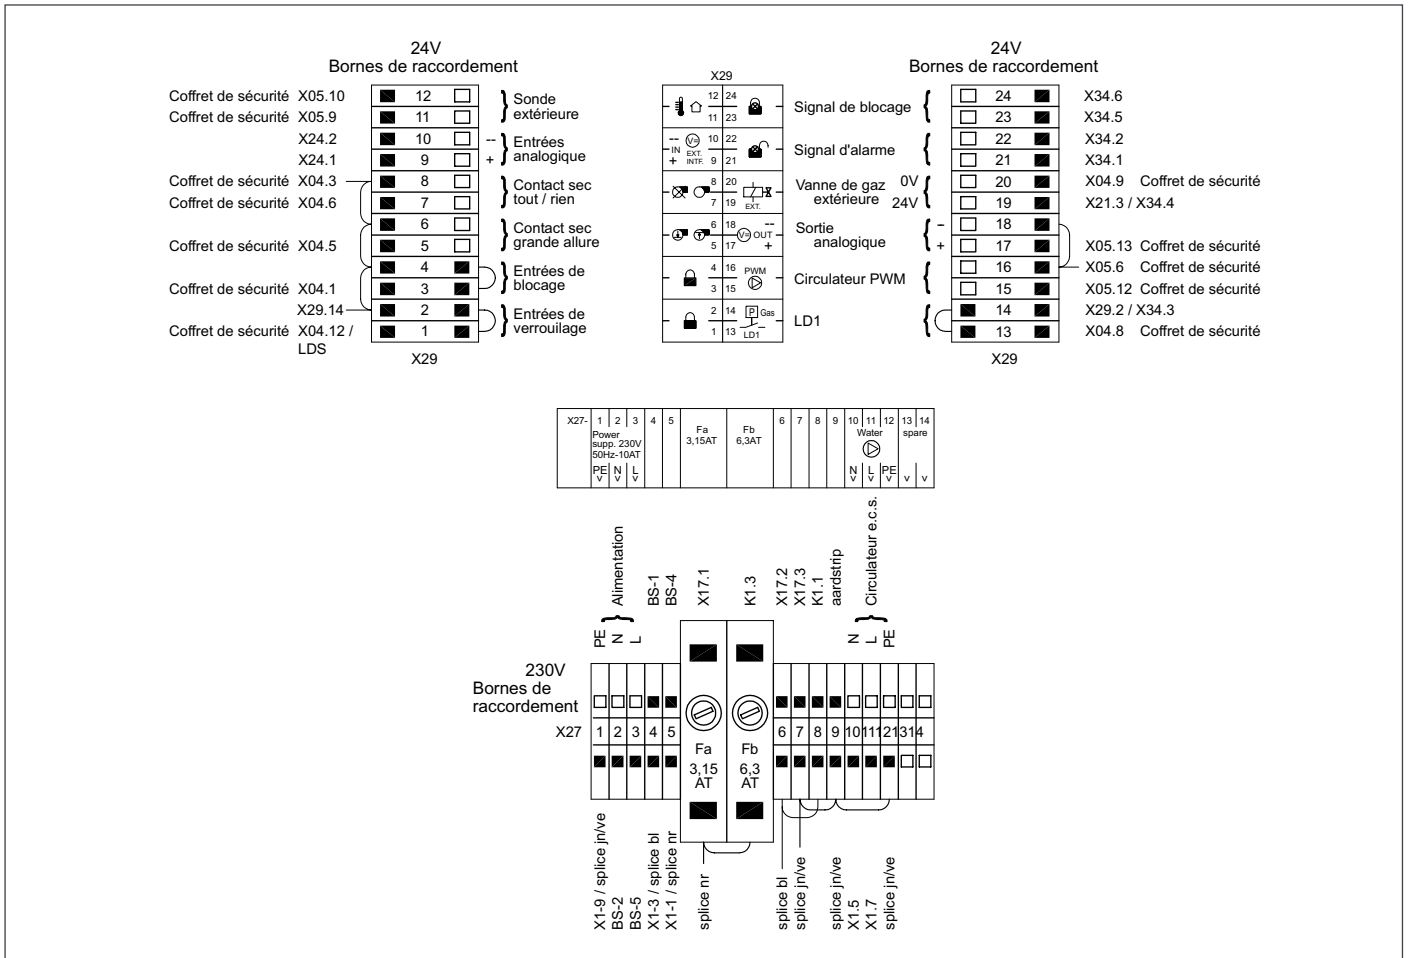 24V
Bornes de raccordement
Coffret de sécurité X05.10 12 Sonde
Coffret de sécurité X05.9 11 extérieure
X24.2 10 -- Entrées
X24.1 9 + analogique
Coffret de sécurité X04.3 8 Contact sec
Coffret de sécurité X04.6 7 tout / rien
6 Contact sec
Coffret de sécurité X04.5 5 grande allure
4 Entrées de
Coffret de sécurité X04.1 3 blocage
X29.14 2 Entrées de
Coffret de sécurité X04.12 / 1 verrouilage
LDS
X29
X29
12 24
11 23
-- V= 10 22
IN EXT.
+ INTF. 9 21
8 20
7 19 EXT.
6 18 -- V= OUT
5 17 +
4 16 PWM
3 15
2 14 P Gas
1 13 LD1
24V
Bornes de raccordement
Signal de blocage 24 X34.6
23 X34.5
Signal d'alarme 22 X34.2
21 X34.1
Vanne de gaz 0V 20 X04.9 Coffret de sécurité
extérieure 24V 19 X21.3 / X34.4
Sortie – 18
analogique + 17 X05.13 Coffret de sécurité
Circulateur PWM 16 X05.6 Coffret de sécurité
15 X05.12 Coffret de sécurité
LD1 14 X29.2 / X34.3
13 X04.8 Coffret de sécurité
X29
X27- 1 2 3 4 5 Fa 3,15AT Fb 6,3AT 6 7 8 9 10 11 12 13 14
Power
supp. 230V
50Hz-10AT
PE N L
v v v
Water spare
N L PE
v v v v v
Alimentation
PE
N
L
BS-1
BS-4
X17.1
K1.3
X17.2
X17.3
K1.1
aardstrip
Circulateur e.c.s.
N
L
PE
230V
Bornes de
raccordement
X27 1 2 3 4 5 Fa 3,15 AT Fb 6,3 AT 6 7 8 9 10 11 12 13 14
X1-9 / splice jn/ve
BS-2
BS-5
X1-3 / splice bl
X1-1 / splice nr
splice nr
splice bl
splice jn/ve
splice jn/ve
X1.5
X1.7
splice jn/ve